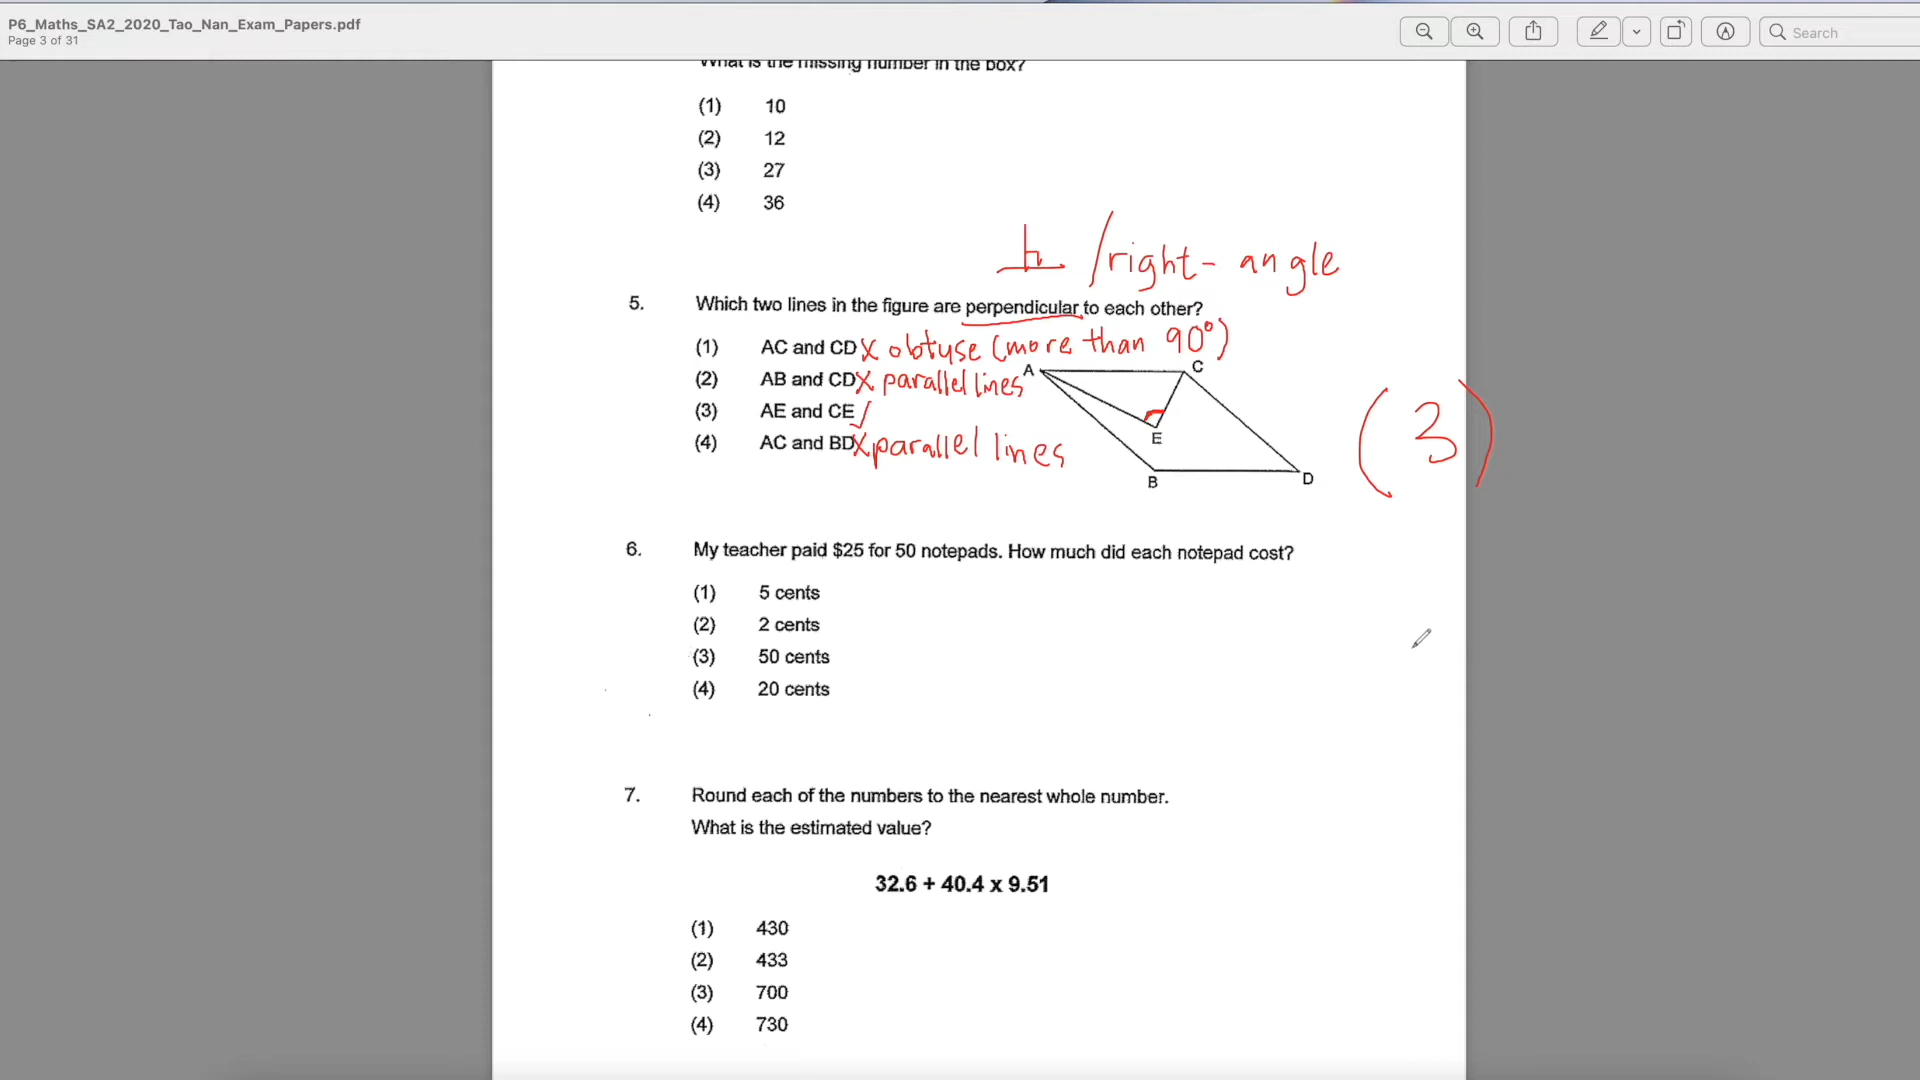 P6_Maths_SA2_2020_Tao_Nan_Exam_Papers.pdf
Page 3 of 31
Search
What is the missing number in the box?
(1) 10
(2) 12
(3) 27
(4) 36
/right-angle
5. Which two lines in the figure are perpendicular to each other?
(1) AC and CD X obtuse (more than 90°)
(2) AB and CD X parallel lines
(3) AE and CE ✓
(4) AC and BD X parallel lines
A
C
E
B
D
(3)
6. My teacher paid $25 for 50 notepads. How much did each notepad cost?
(1) 5 cents
(2) 2 cents
(3) 50 cents
(4) 20 cents
7. Round each of the numbers to the nearest whole number.
What is the estimated value?
32.6 + 40.4 x 9.51
(1) 430
(2) 433
(3) 700
(4) 730